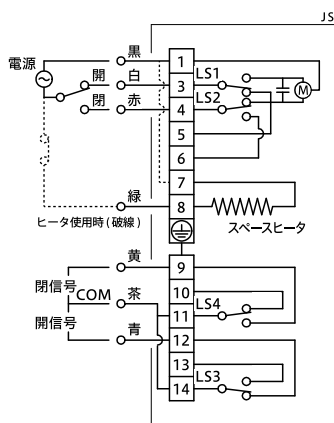 JS
電源
黒
開
白
閉
赤
1
3
4
5
6
7
8
LS1
LS2
M
緑
ヒータ使用時(破線)
スペースヒータ
黄
閉信号
COM
茶
開信号
青
9
10
11
12
13
14
LS4
LS3